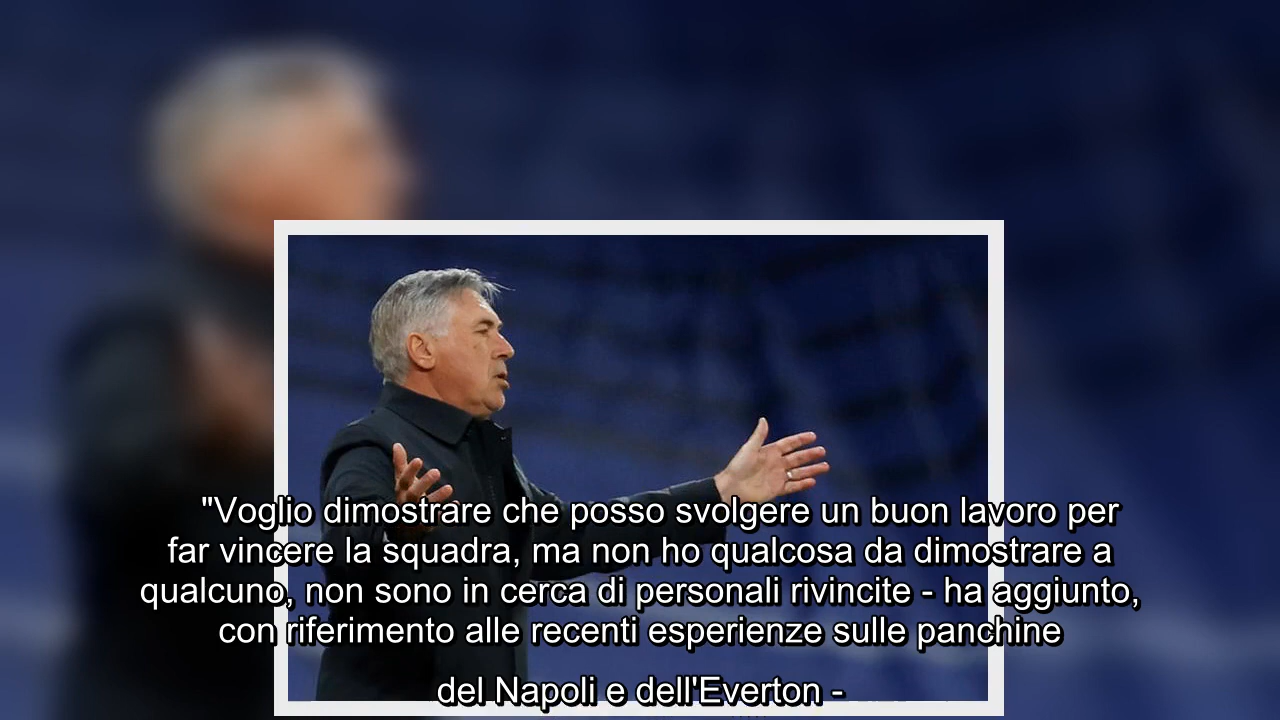 "Voglio dimostrare che posso svolgere un buon lavoro per
far vincere la squadra, ma non ho qualcosa da dimostrare a
qualcuno, non sono in cerca di personali rivincite - ha aggiunto,
con riferimento alle recenti esperienze sulle panchine
del Napoli e dell'Everton -